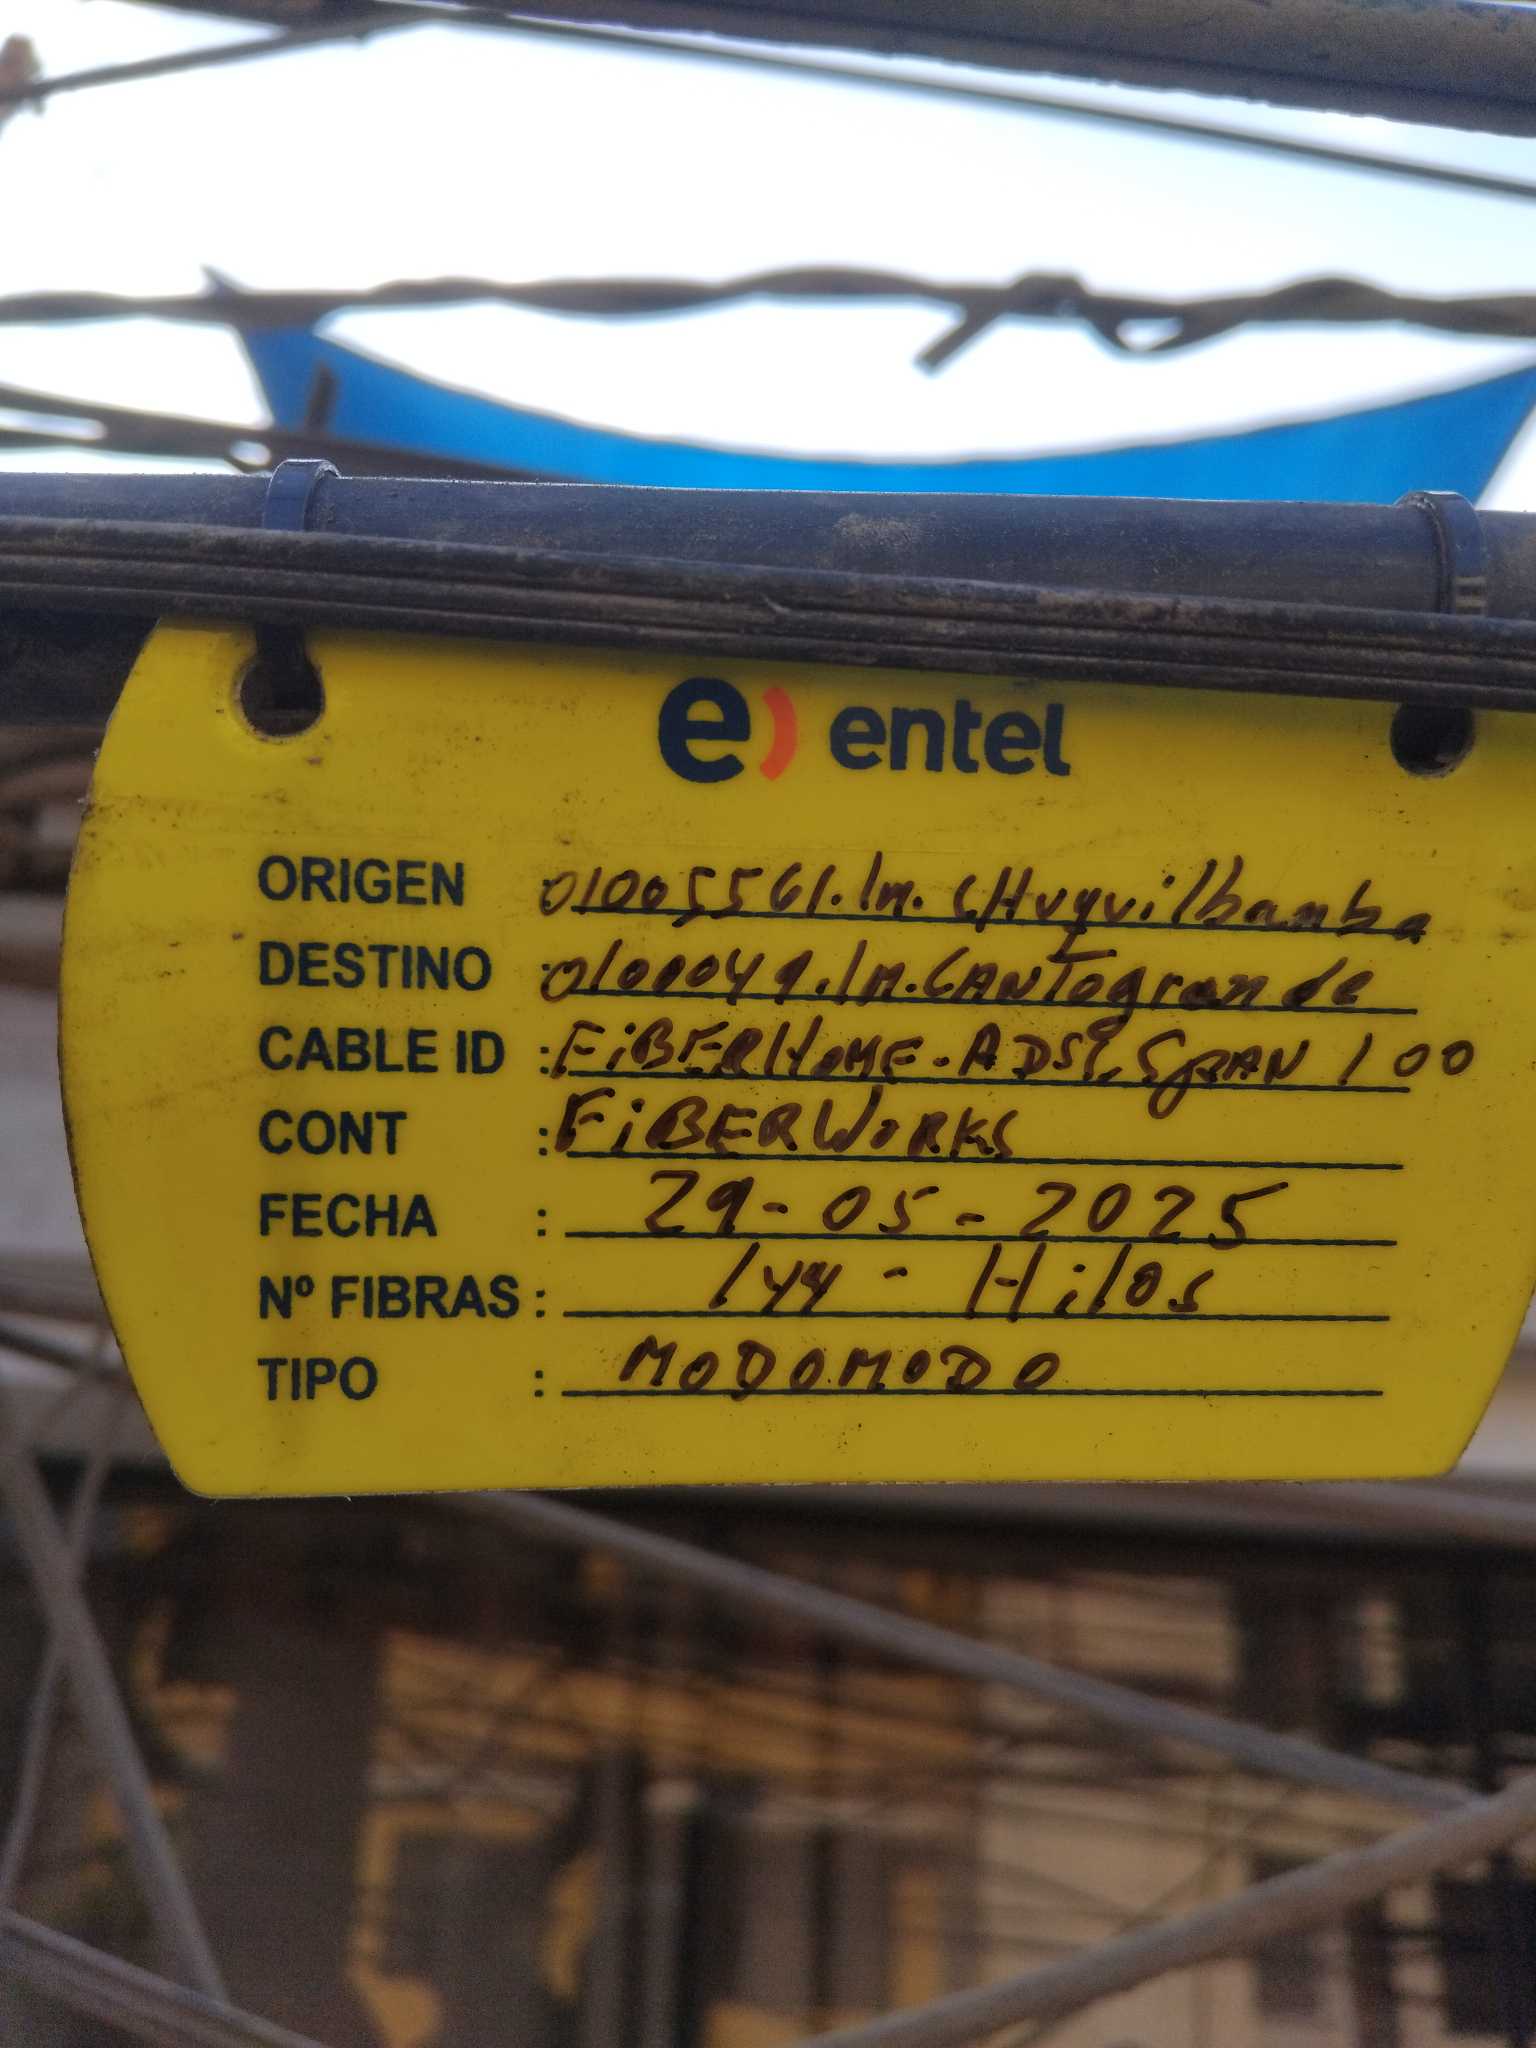 e) entel
ORIGEN : 01005561.lm.CHuquilbamba
DESTINO : 0100049.lm.CANTogrande
CABLE ID : FiBERHOME-ADSS, SPAN 100
CONT : FiBERWORKS
FECHA : 29-05-2025
Nº FIBRAS : 144 - Hilos
TIPO : MODOMODO